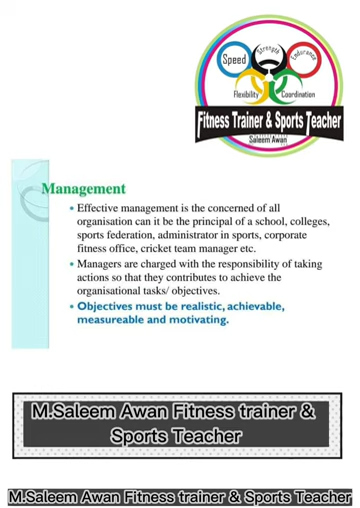 Speed
Strength
Endurance
Flexibility
Coordination
Fitness Trainer & Sports Teacher
Saleem Awan
Management
• Effective management is the concerned of all
organisation can it be the principal of a school, colleges,
sports federation, administrator in sports, corporate
fitness office, cricket team manager etc.
• Managers are charged with the responsibility of taking
actions so that they contributes to achieve the
organisational tasks/ objectives.
• Objectives must be realistic, achievable,
measureable and motivating.
M.Saleem Awan Fitness trainer &
Sports Teacher
M.Saleem Awan Fitness trainer & Sports Teacher